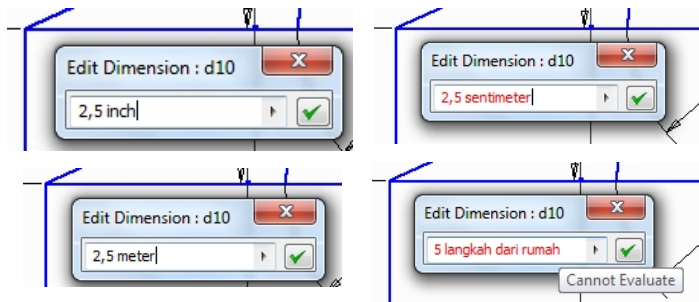 Edit Dimension : d10
2,5 inch
Edit Dimension : d10
2,5 sentimeter
Edit Dimension : d10
2,5 meter
Edit Dimension : d10
5 langkah dari rumah
Cannot Evaluate